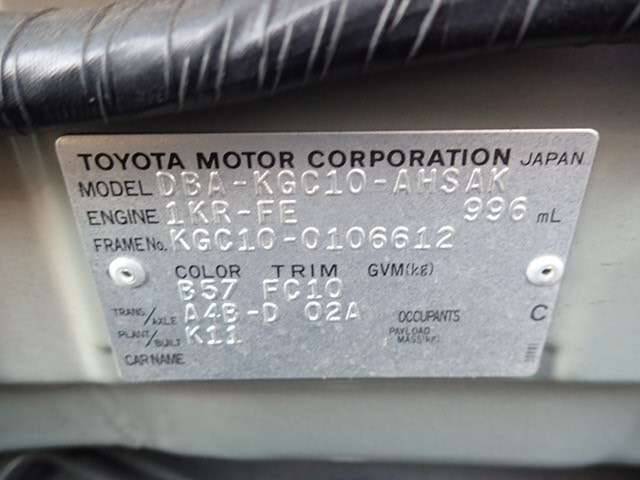 TOYOTA MOTOR CORPORATION JAPAN
MODEL DBA-KGC10-AHSAK
ENGINE 1KR-FE 996 mL
FRAME No. KGC10-0106612
COLOR TRIM GVM(kg)
B57 FC10
TRANS./AXLE A4B-D 02A OCCUPANTS C
PLANT/BUILT K11 PAYLOAD MASS(kg)
CAR NAME